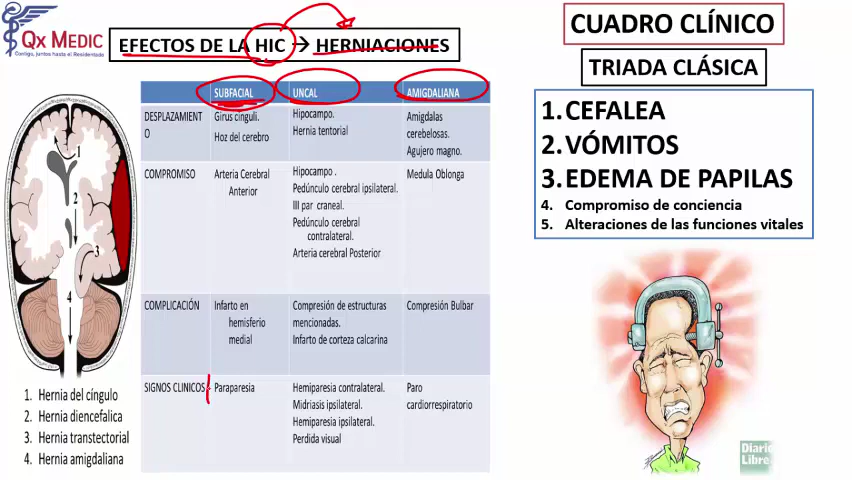 Qx MEDIC
Contigo, juntos hasta el Residentado
EFECTOS DE LA HIC → HERNIACIONES
SUBFACIAL UNCAL AMIGDALIANA
DESPLAZAMIENT
O
Girus cinguli.
Hoz del cerebro
Hipocampo.
Hernia tentorial
Amigdalas
cerebelosas.
Agujero magno.
COMPROMISO
Arteria Cerebral
Anterior
Hipocampo .
Pedúnculo cerebral ipsilateral.
III par craneal.
Pedúnculo cerebral
contralateral.
Arteria cerebral Posterior
Medula Oblonga
COMPLICACIÓN
Infarto en
hemisferio
medial
Compresión de estructuras
mencionadas.
Infarto de corteza calcarina
Compresión Bulbar
SIGNOS CLINICOS
Paraparesia
Hemiparesia contralateral.
Midriasis ipsilateral.
Hemiparesia ipsilateral.
Perdida visual
Paro
cardiorrespiratorio
1
2
3
4
1. Hernia del cíngulo
2. Hernia diencefalica
3. Hernia transtectorial
4. Hernia amigdaliana
CUADRO CLÍNICO
TRIADA CLÁSICA
1. CEFALEA
2. VÓMITOS
3. EDEMA DE PAPILAS
4. Compromiso de conciencia
5. Alteraciones de las funciones vitales
Diario
Libre